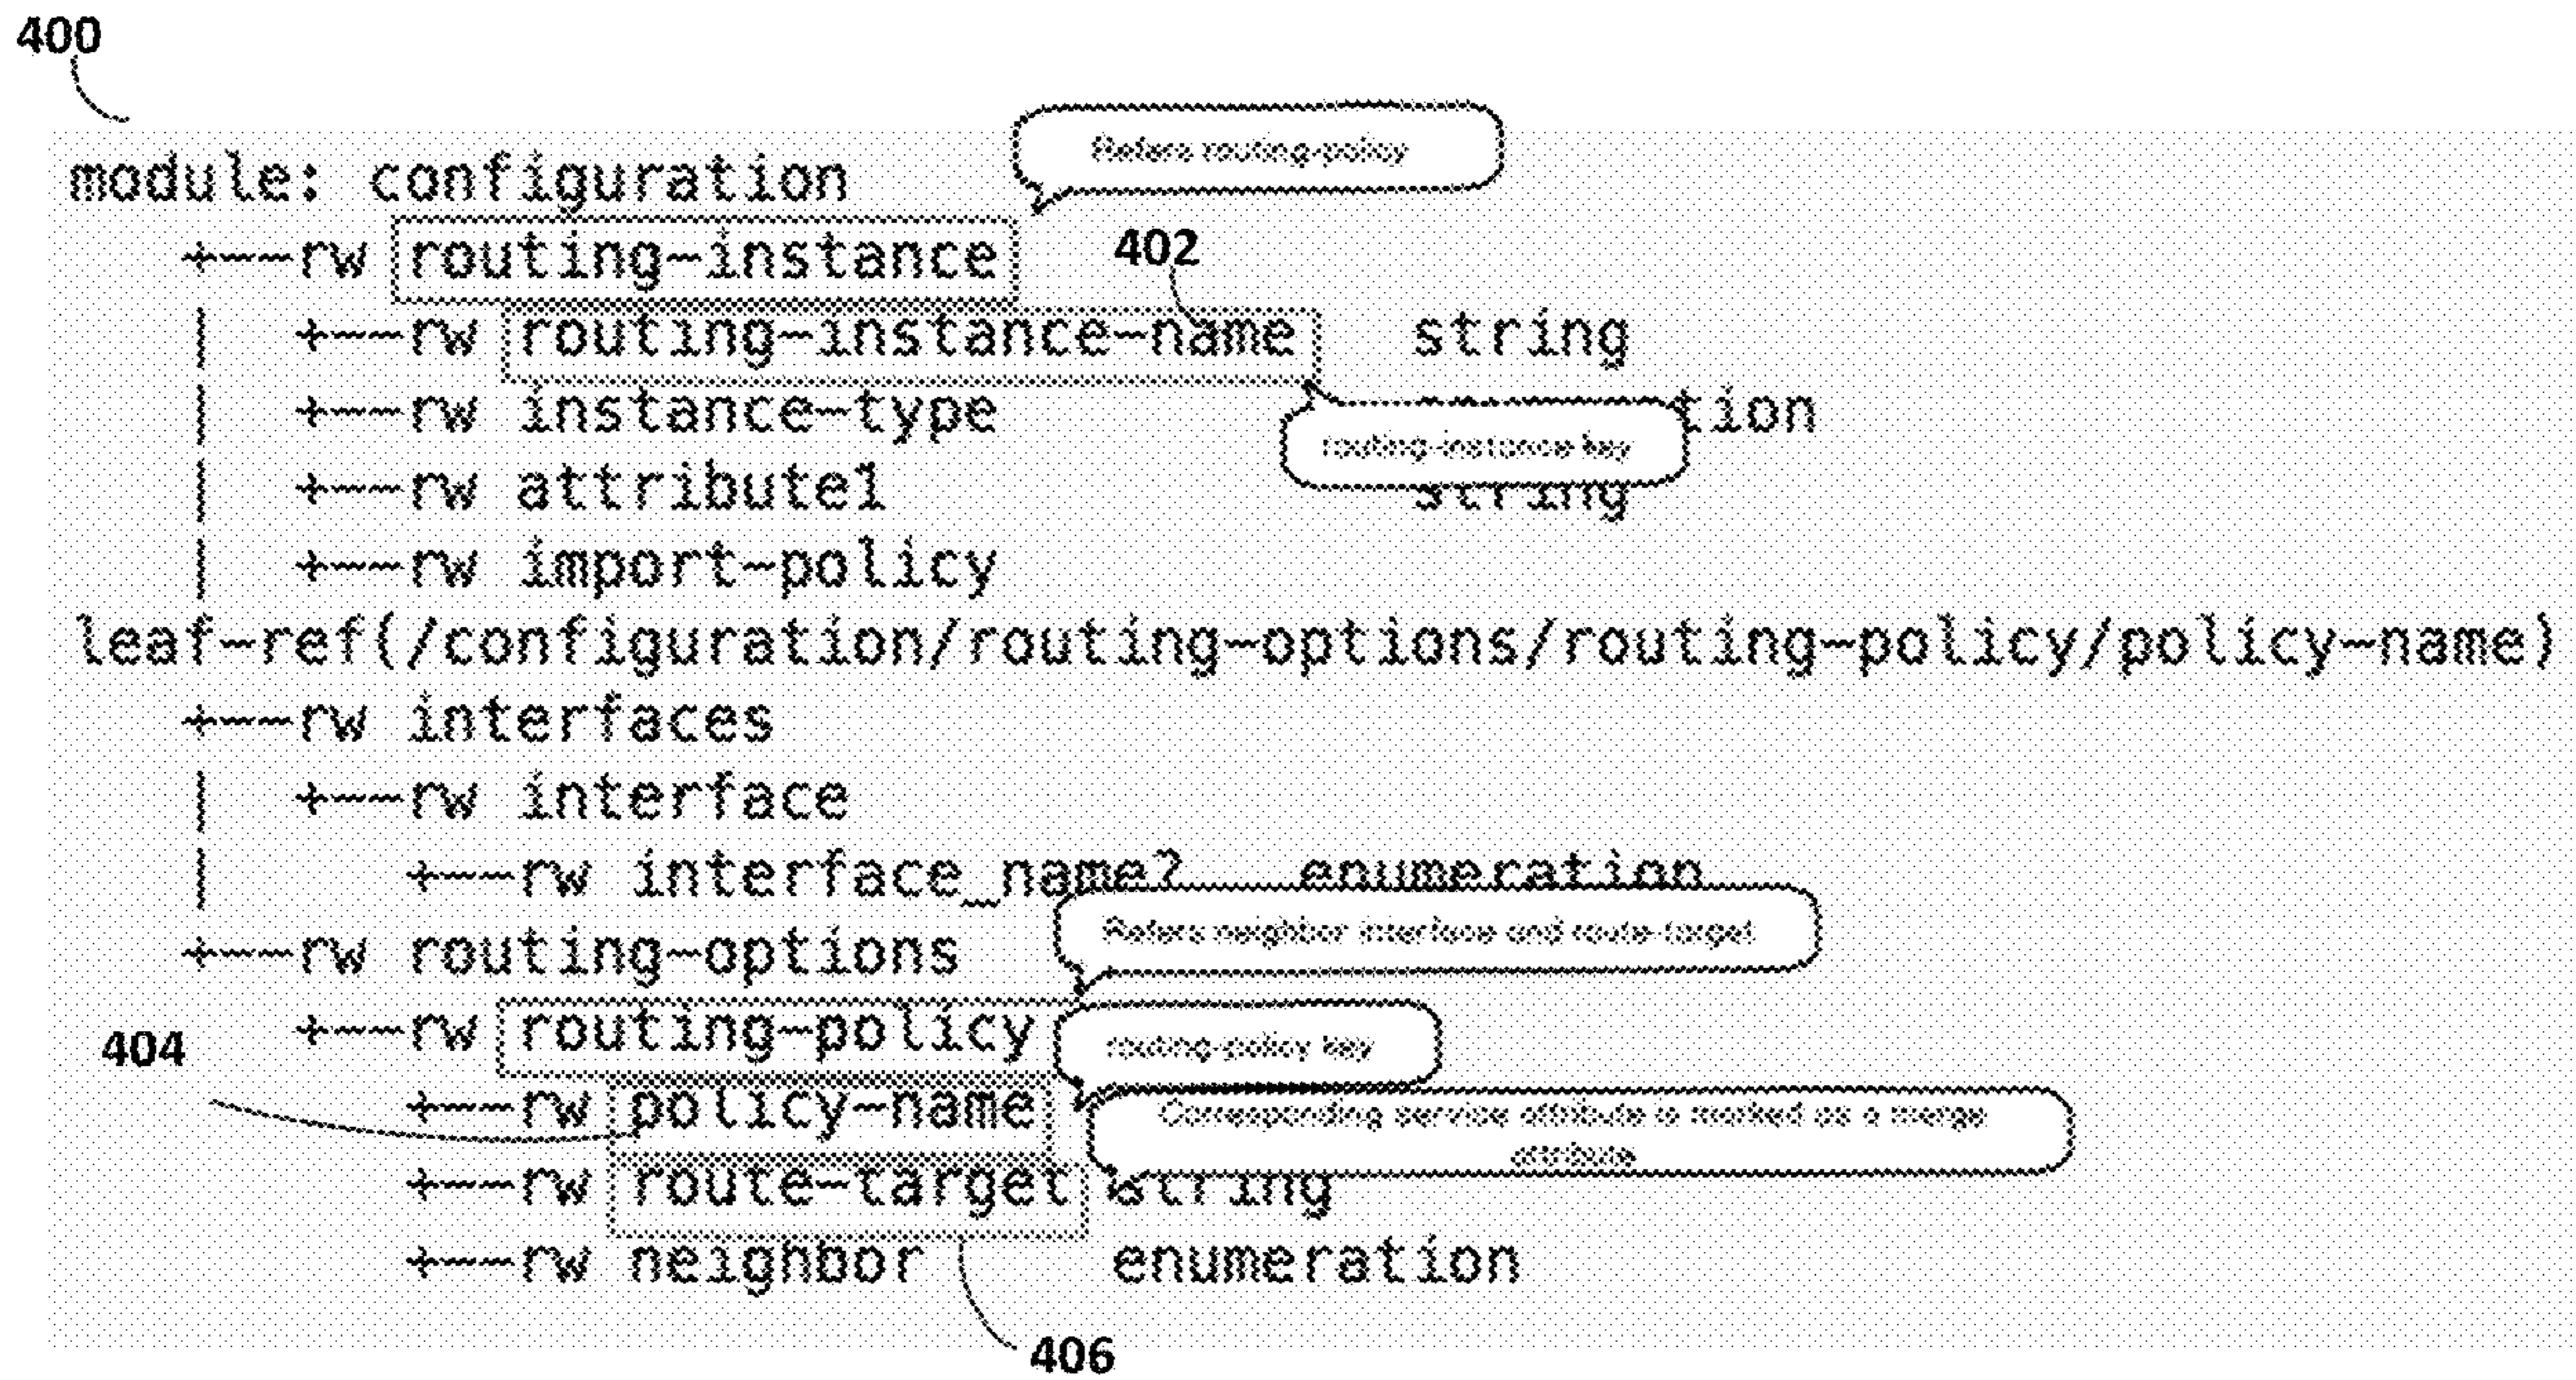 400
Refers routing-policy
module: configuration
+--rw routing-instance
402
| +--rw routing-instance-name string
| +--rw instance-type tion
routing-instance key
| +--rw attribute1 string
| +--rw import-policy
leaf-ref(/configuration/routing-options/routing-policy/policy-name)
+--rw interfaces
| +--rw interface
| +--rw interface_name? enumeration
Refers neighbor interface and route-target
+--rw routing-options
+--rw routing-policy
routing-policy key
404
+--rw policy-name
Corresponding service attribute is marked as a merge
attribute
+--rw route-target string
+--rw neighbor enumeration
406